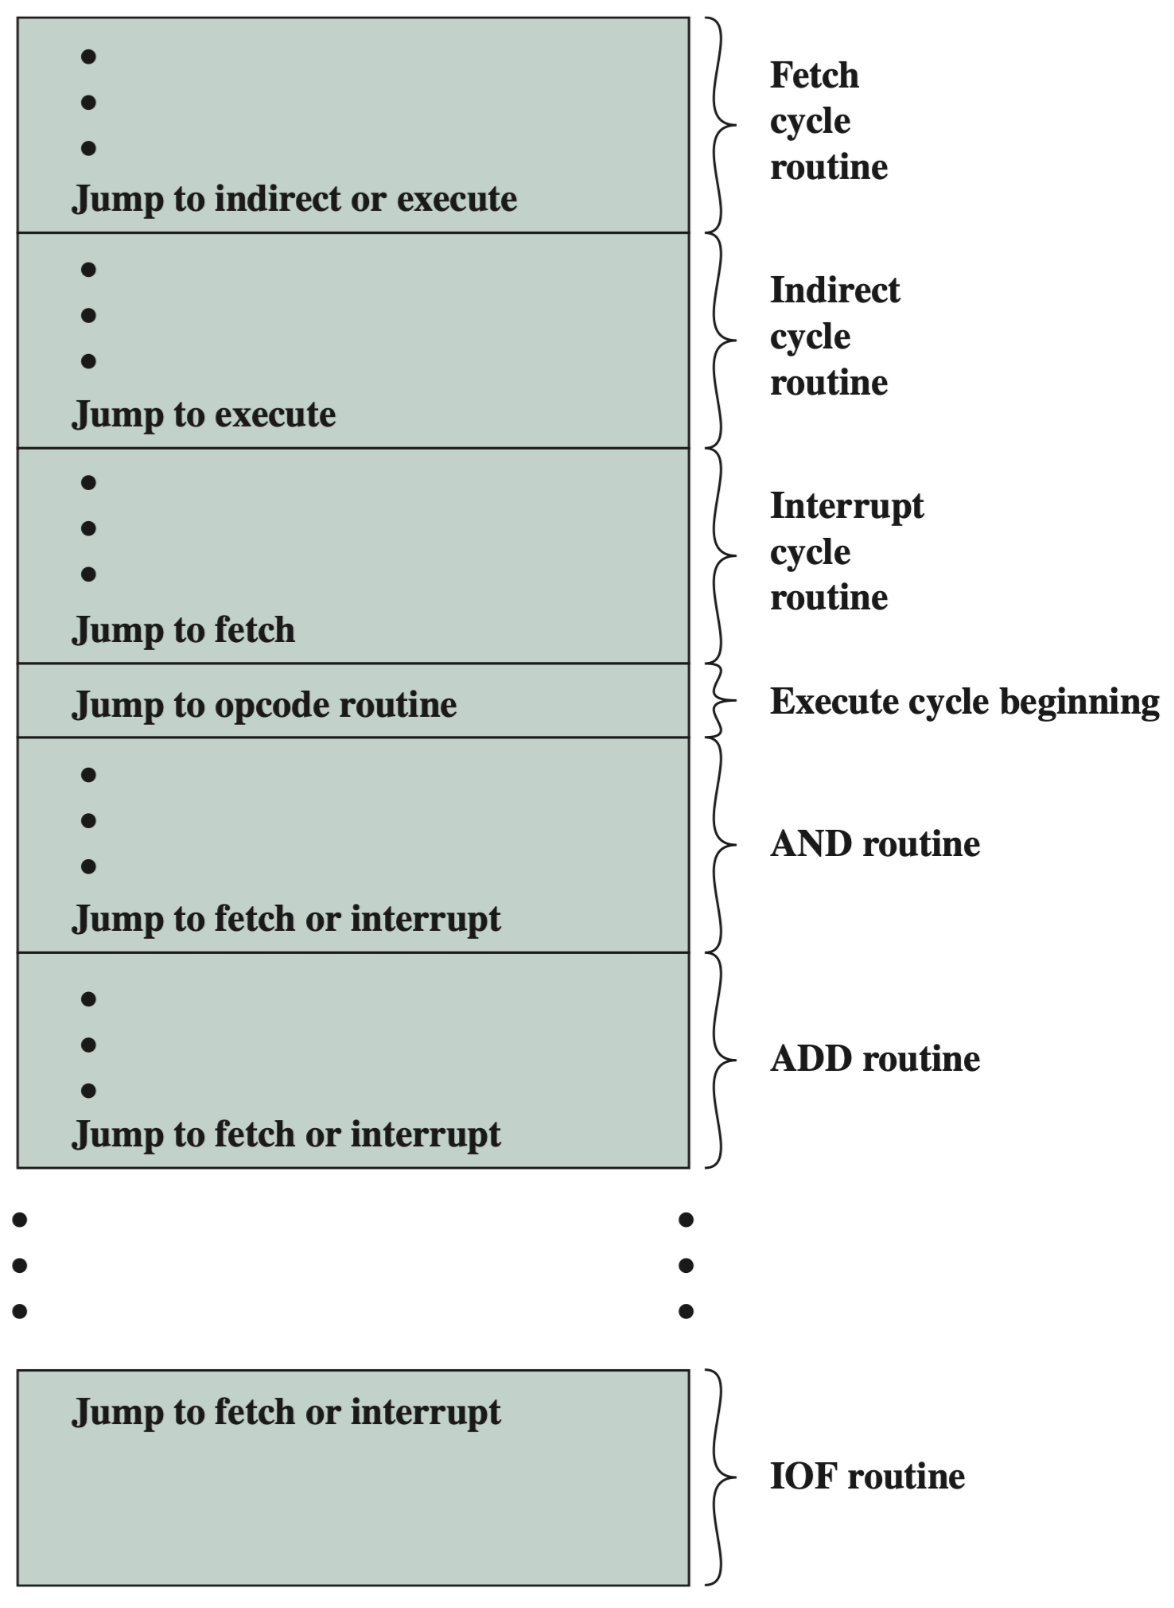 Fetch
cycle
routine
Jump to indirect or execute
Indirect
cycle
routine
Jump to execute
Interrupt
cycle
routine
Jump to fetch
Jump to opcode routine
Execute cycle beginning
AND routine
Jump to fetch or interrupt
ADD routine
Jump to fetch or interrupt
Jump to fetch or interrupt
IOF routine